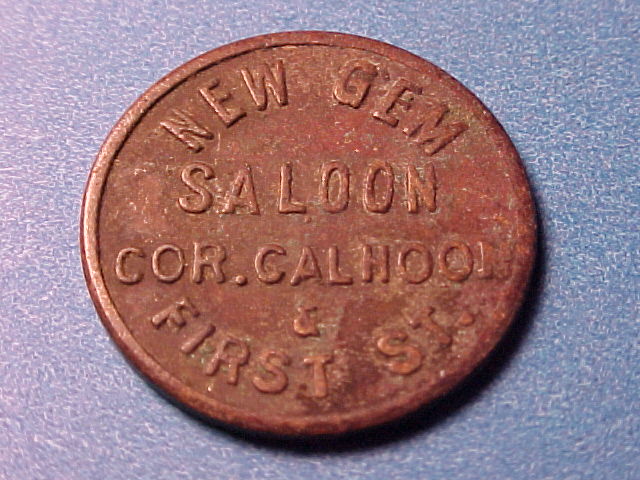 NEW GEM
SALOON
COR. CALHOON
&
FIRST ST.